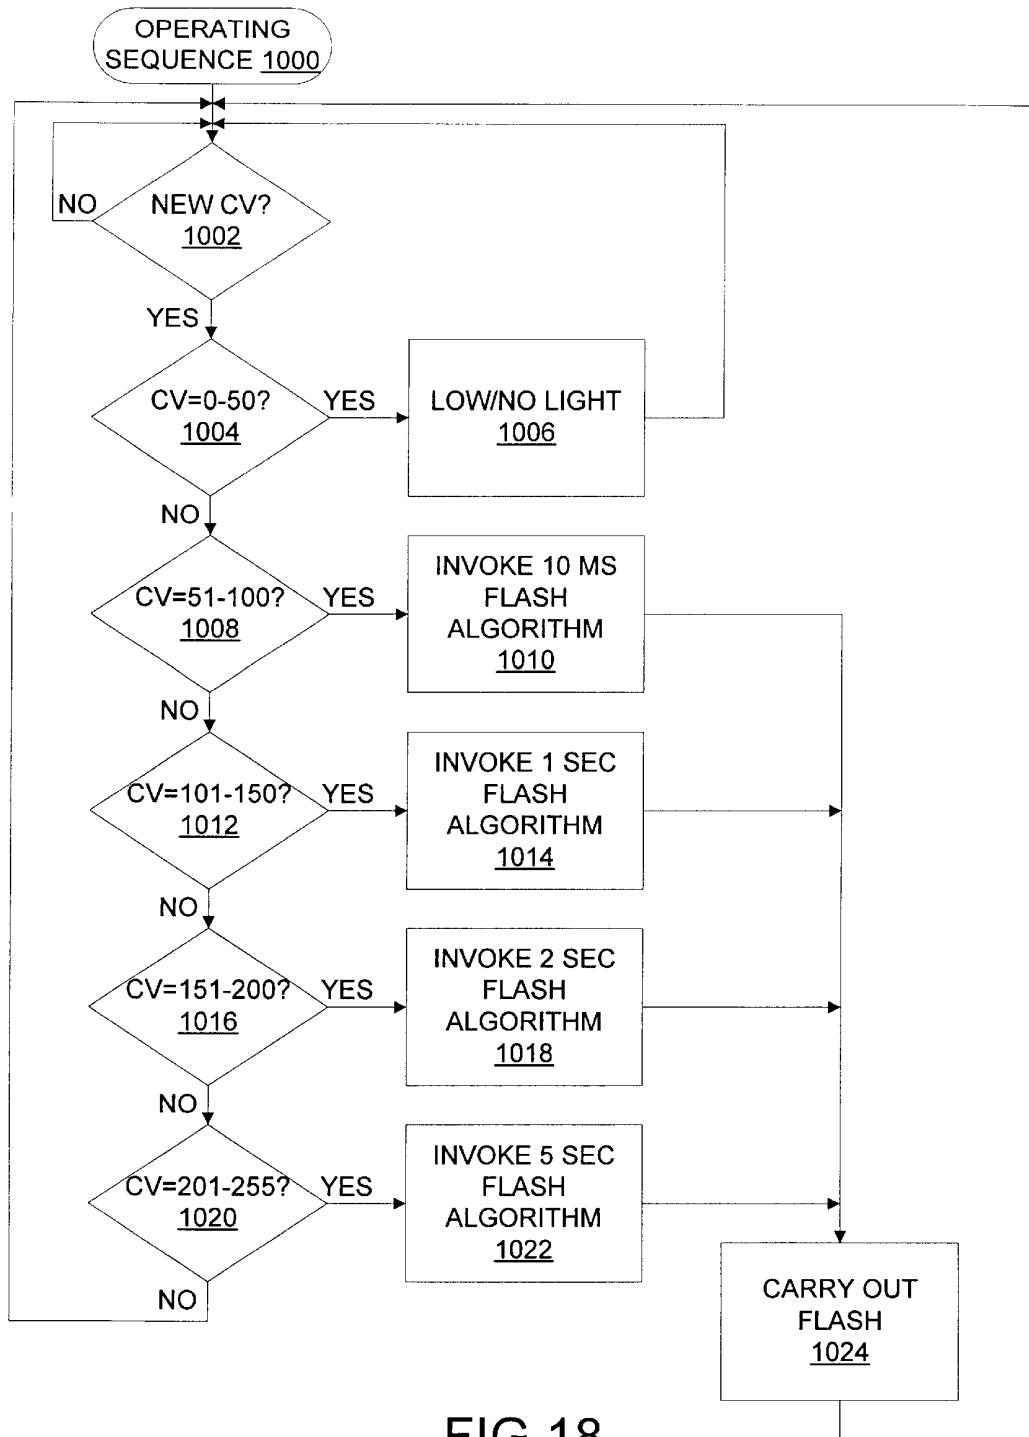 OPERATING
SEQUENCE 1000
NEW CV?
1002
NO
YES
CV=0-50?
1004
YES
LOW/NO LIGHT
1006
NO
CV=51-100?
1008
YES
INVOKE 10 MS
FLASH
ALGORITHM
1010
NO
CV=101-150?
1012
YES
INVOKE 1 SEC
FLASH
ALGORITHM
1014
NO
CV=151-200?
1016
YES
INVOKE 2 SEC
FLASH
ALGORITHM
1018
NO
CV=201-255?
1020
YES
INVOKE 5 SEC
FLASH
ALGORITHM
1022
NO
CARRY OUT
FLASH
1024
FIG 18